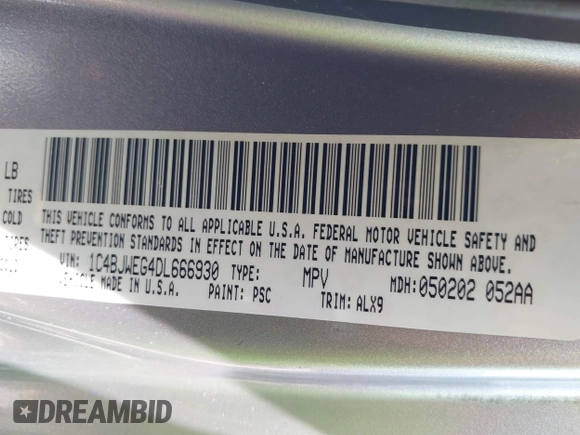 LB
TIRES
COLD
THIS VEHICLE CONFORMS TO ALL APPLICABLE U.S.A. FEDERAL MOTOR VEHICLE SAFETY AND
THEFT PREVENTION STANDARDS IN EFFECT ON THE DATE OF MANUFACTURE SHOWN ABOVE.
VIN: 1C4BJWEG4DL666930 TYPE: MPV MDH: 050202 052AA
VEHICLE MADE IN U.S.A. PAINT: PSC TRIM: ALX9
DREAMBID